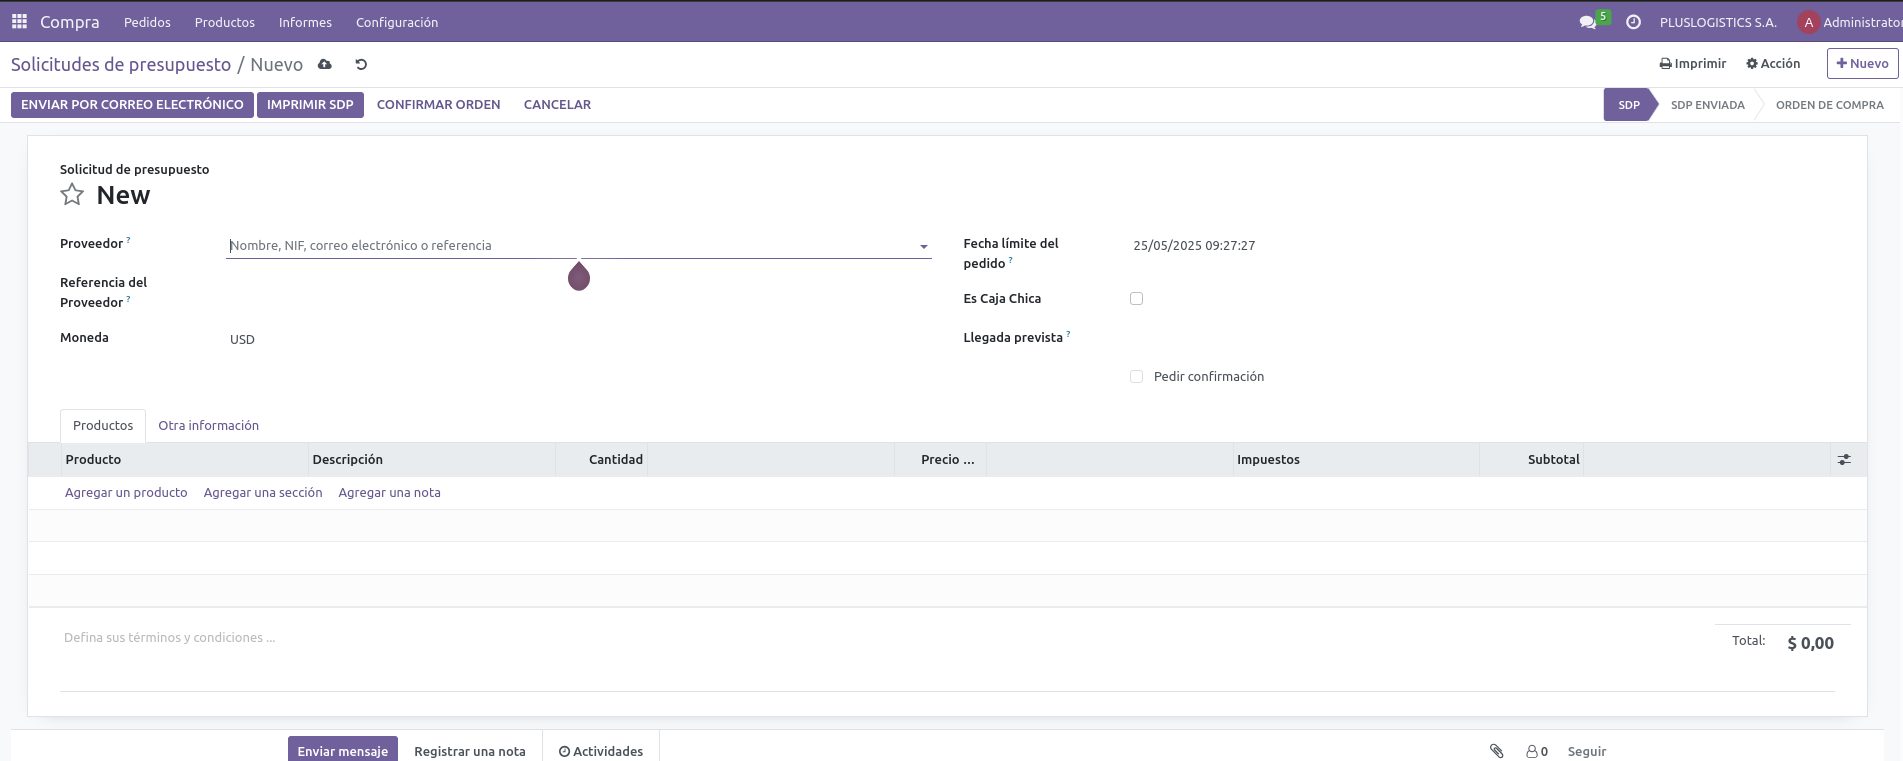 Compra Pedidos Productos Informes Configuración 5 PLUSLOGISTICS S.A. A Administrator
Solicitudes de presupuesto / Nuevo Imprimir Acción + Nuevo
ENVIAR POR CORREO ELECTRÓNICO IMPRIMIR SDP CONFIRMAR ORDEN CANCELAR SDP SDP ENVIADA ORDEN DE COMPRA
Solicitud de presupuesto
New
Proveedor ? Nombre, NIF, correo electrónico o referencia
Referencia del
Proveedor ?
Moneda USD
Fecha límite del
pedido ? 25/05/2025 09:27:27
Es Caja Chica
Llegada prevista ?
Pedir confirmación
Productos Otra información
Producto Descripción Cantidad Precio ... Impuestos Subtotal
Agregar un producto Agregar una sección Agregar una nota
Defina sus términos y condiciones ...
Total: $ 0,00
Enviar mensaje Registrar una nota Actividades 0 Seguir